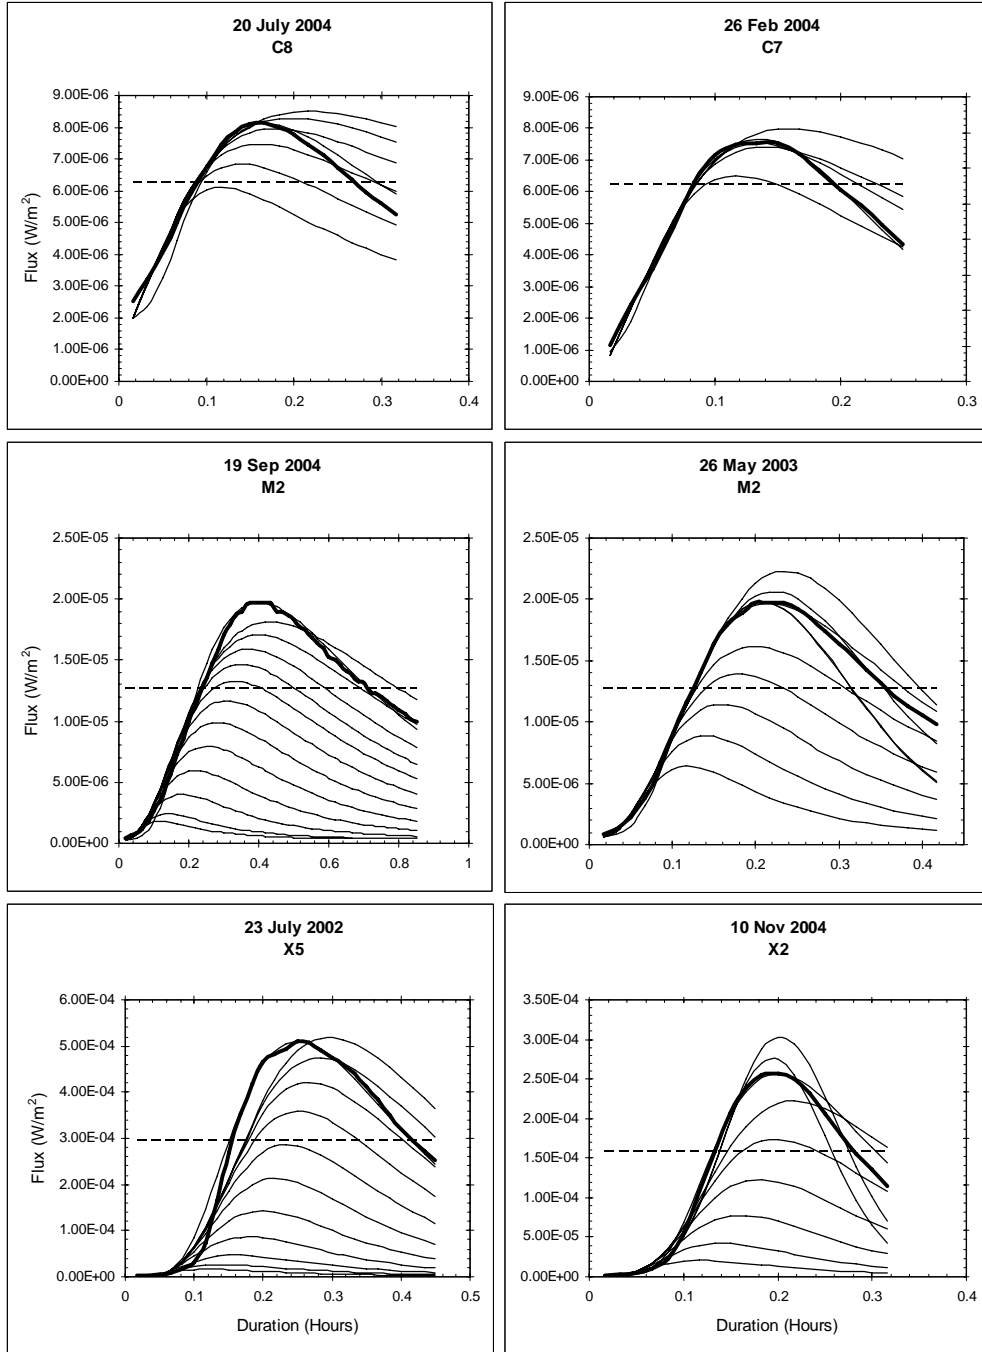 20 July 2004
C8
9.00E-06
8.00E-06
7.00E-06
6.00E-06
5.00E-06
4.00E-06
3.00E-06
2.00E-06
1.00E-06
0.00E+00
Flux (W/m²)
0 0.1 0.2 0.3 0.4
26 Feb 2004
C7
9.00E-06
8.00E-06
7.00E-06
6.00E-06
5.00E-06
4.00E-06
3.00E-06
2.00E-06
1.00E-06
0.00E+00
0 0.1 0.2 0.3
19 Sep 2004
M2
2.50E-05
2.00E-05
1.50E-05
1.00E-05
5.00E-06
0.00E+00
Flux (W/m²)
0 0.2 0.4 0.6 0.8 1
26 May 2003
M2
2.50E-05
2.00E-05
1.50E-05
1.00E-05
5.00E-06
0.00E+00
0 0.1 0.2 0.3 0.4
23 July 2002
X5
6.00E-04
5.00E-04
4.00E-04
3.00E-04
2.00E-04
1.00E-04
0.00E+00
Flux (W/m²)
0 0.1 0.2 0.3 0.4 0.5
Duration (Hours)
10 Nov 2004
X2
3.50E-04
3.00E-04
2.50E-04
2.00E-04
1.50E-04
1.00E-04
5.00E-05
0.00E+00
0 0.1 0.2 0.3 0.4
Duration (Hours)